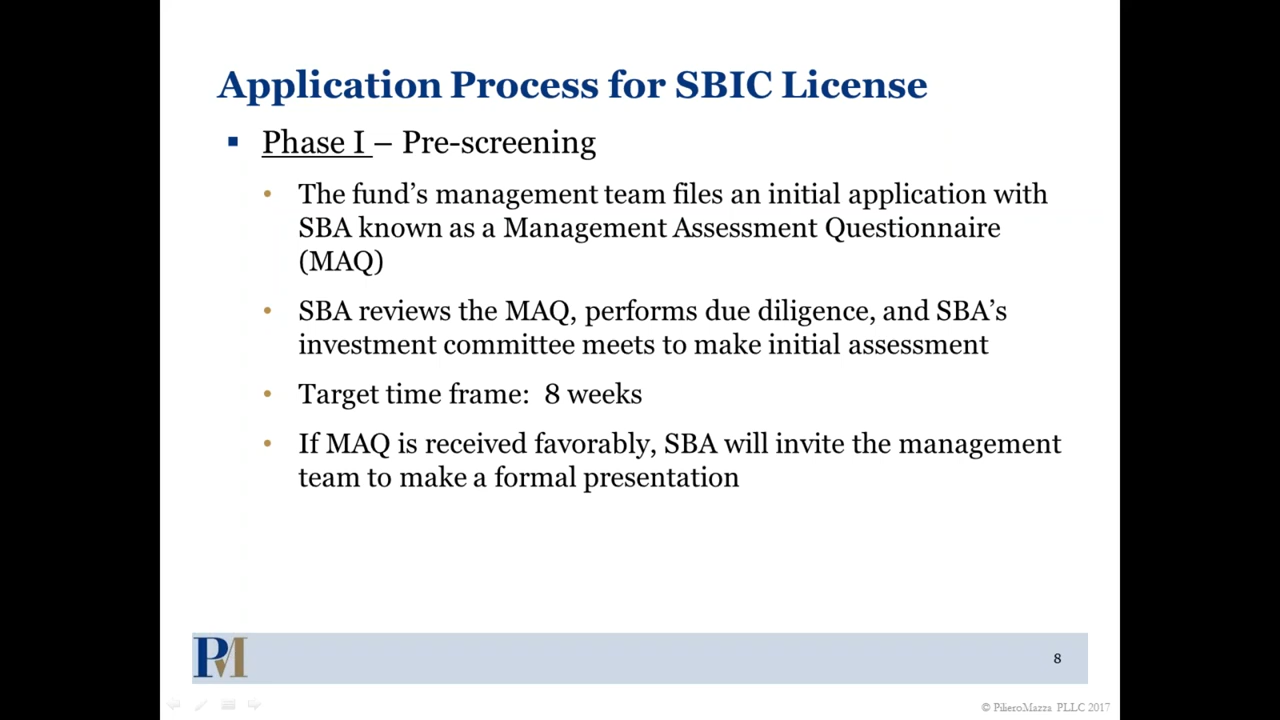 Application Process for SBIC License
▪ Phase I – Pre-screening
• The fund’s management team files an initial application with
SBA known as a Management Assessment Questionnaire
(MAQ)
• SBA reviews the MAQ, performs due diligence, and SBA’s
investment committee meets to make initial assessment
• Target time frame:  8 weeks
• If MAQ is received favorably, SBA will invite the management
team to make a formal presentation
PM
8
© PilieroMazza PLLC 2017